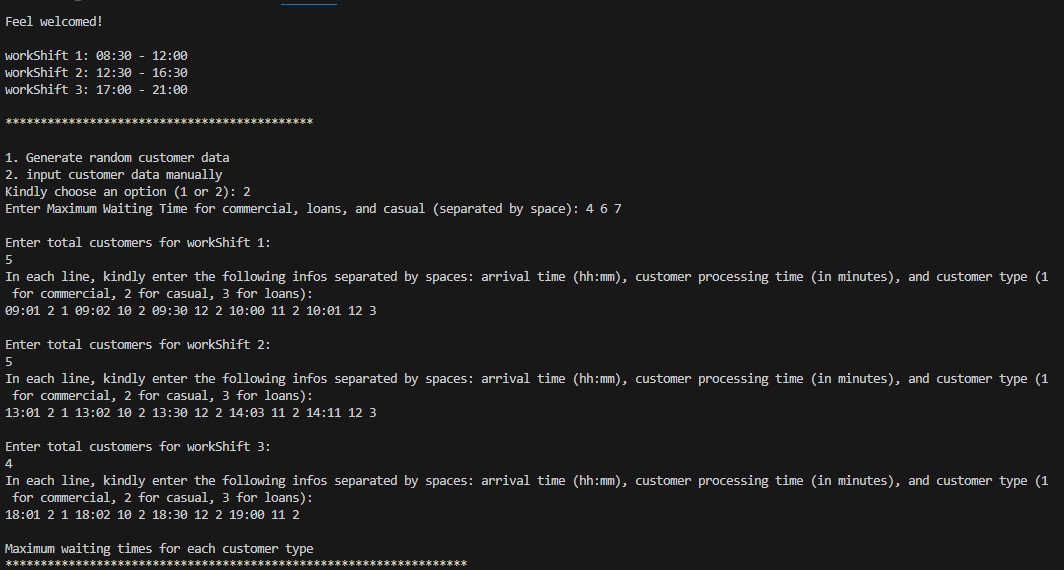 Feel welcomed!
workShift 1: 08:30 - 12:00
workShift 2: 12:30 - 16:30
workShift 3: 17:00 - 21:00
********************************************
1. Generate random customer data
2. input customer data manually
Kindly choose an option (1 or 2): 2
Enter Maximum Waiting Time for commercial, loans, and casual (separated by space): 4 6 7
Enter total customers for workShift 1:
5
In each line, kindly enter the following infos separated by spaces: arrival time (hh:mm), customer processing time (in minutes), and customer type (1
for commercial, 2 for casual, 3 for loans):
09:01 2 1 09:02 10 2 09:30 12 2 10:00 11 2 10:01 12 3
Enter total customers for workShift 2:
5
In each line, kindly enter the following infos separated by spaces: arrival time (hh:mm), customer processing time (in minutes), and customer type (1
for commercial, 2 for casual, 3 for loans):
13:01 2 1 13:02 10 2 13:30 12 2 14:03 11 2 14:11 12 3
Enter total customers for workShift 3:
4
In each line, kindly enter the following infos separated by spaces: arrival time (hh:mm), customer processing time (in minutes), and customer type (1
for commercial, 2 for casual, 3 for loans):
18:01 2 1 18:02 10 2 18:30 12 2 19:00 11 2
Maximum waiting times for each customer type
******************************************************************